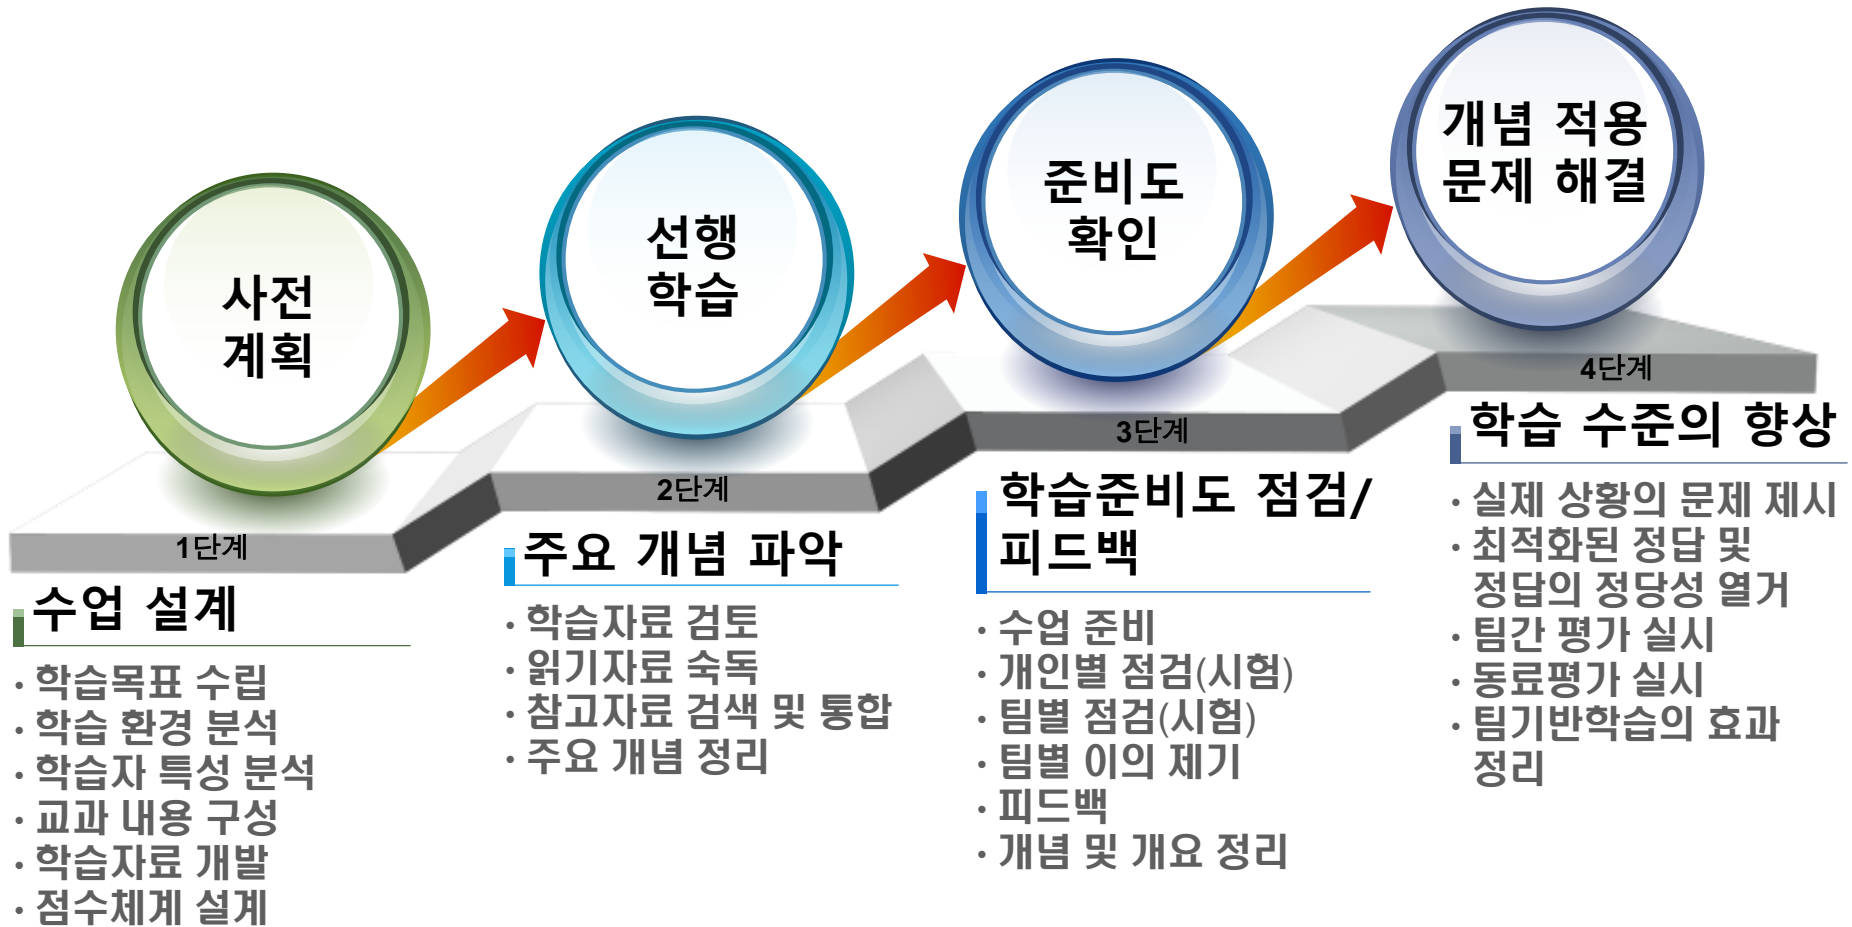 사전
계획
1단계
수업 설계
· 학습목표 수립
· 학습 환경 분석
· 학습자 특성 분석
· 교과 내용 구성
· 학습자료 개발
· 점수체계 설계
선행
학습
2단계
주요 개념 파악
· 학습자료 검토
· 읽기자료 숙독
· 참고자료 검색 및 통합
· 주요 개념 정리
준비도
확인
3단계
학습준비도 점검/
피드백
· 수업 준비
· 개인별 점검(시험)
· 팀별 점검(시험)
· 팀별 이의 제기
· 피드백
· 개념 및 개요 정리
개념 적용
문제 해결
4단계
학습 수준의 향상
· 실제 상황의 문제 제시
· 최적화된 정답 및
정답의 정당성 열거
· 팀간 평가 실시
· 동료평가 실시
· 팀기반학습의 효과
정리